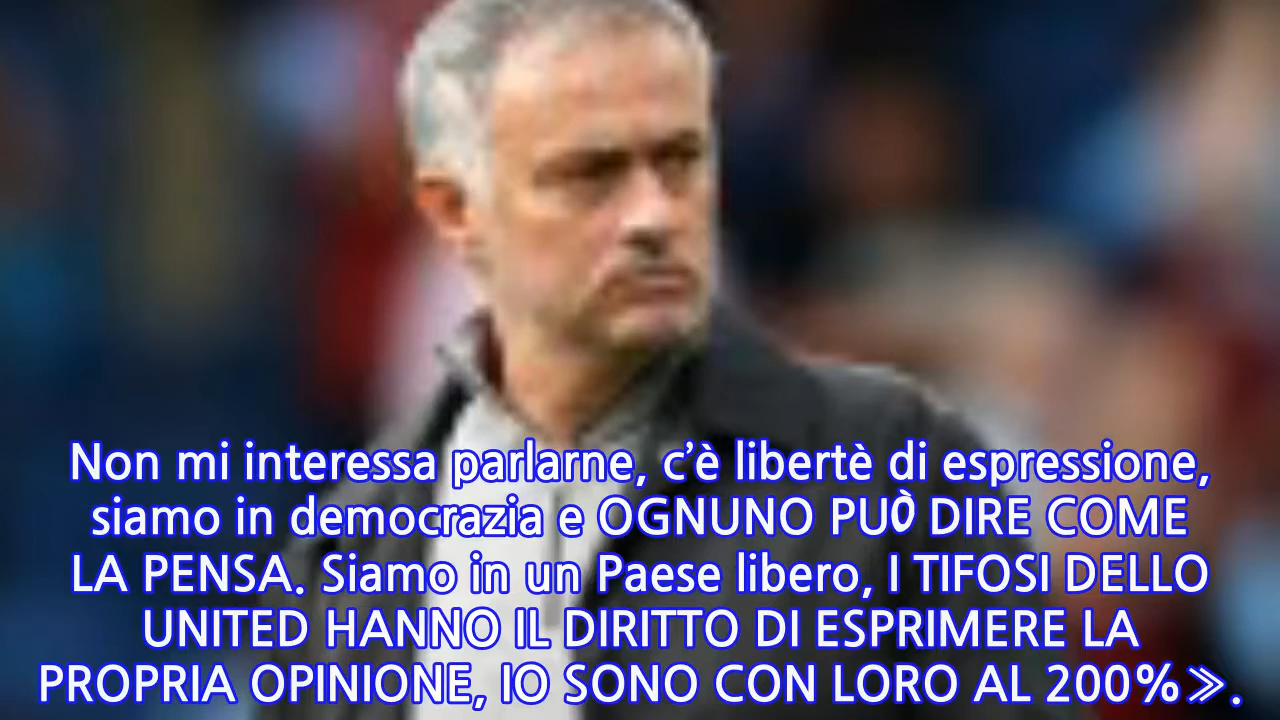 Non mi interessa parlarne, c’è libertè di espressione,
siamo in democrazia e OGNUNO PUÒ DIRE COME
LA PENSA. Siamo in un Paese libero, I TIFOSI DELLO
UNITED HANNO IL DIRITTO DI ESPRIMERE LA
PROPRIA OPINIONE, IO SONO CON LORO AL 200%≫.